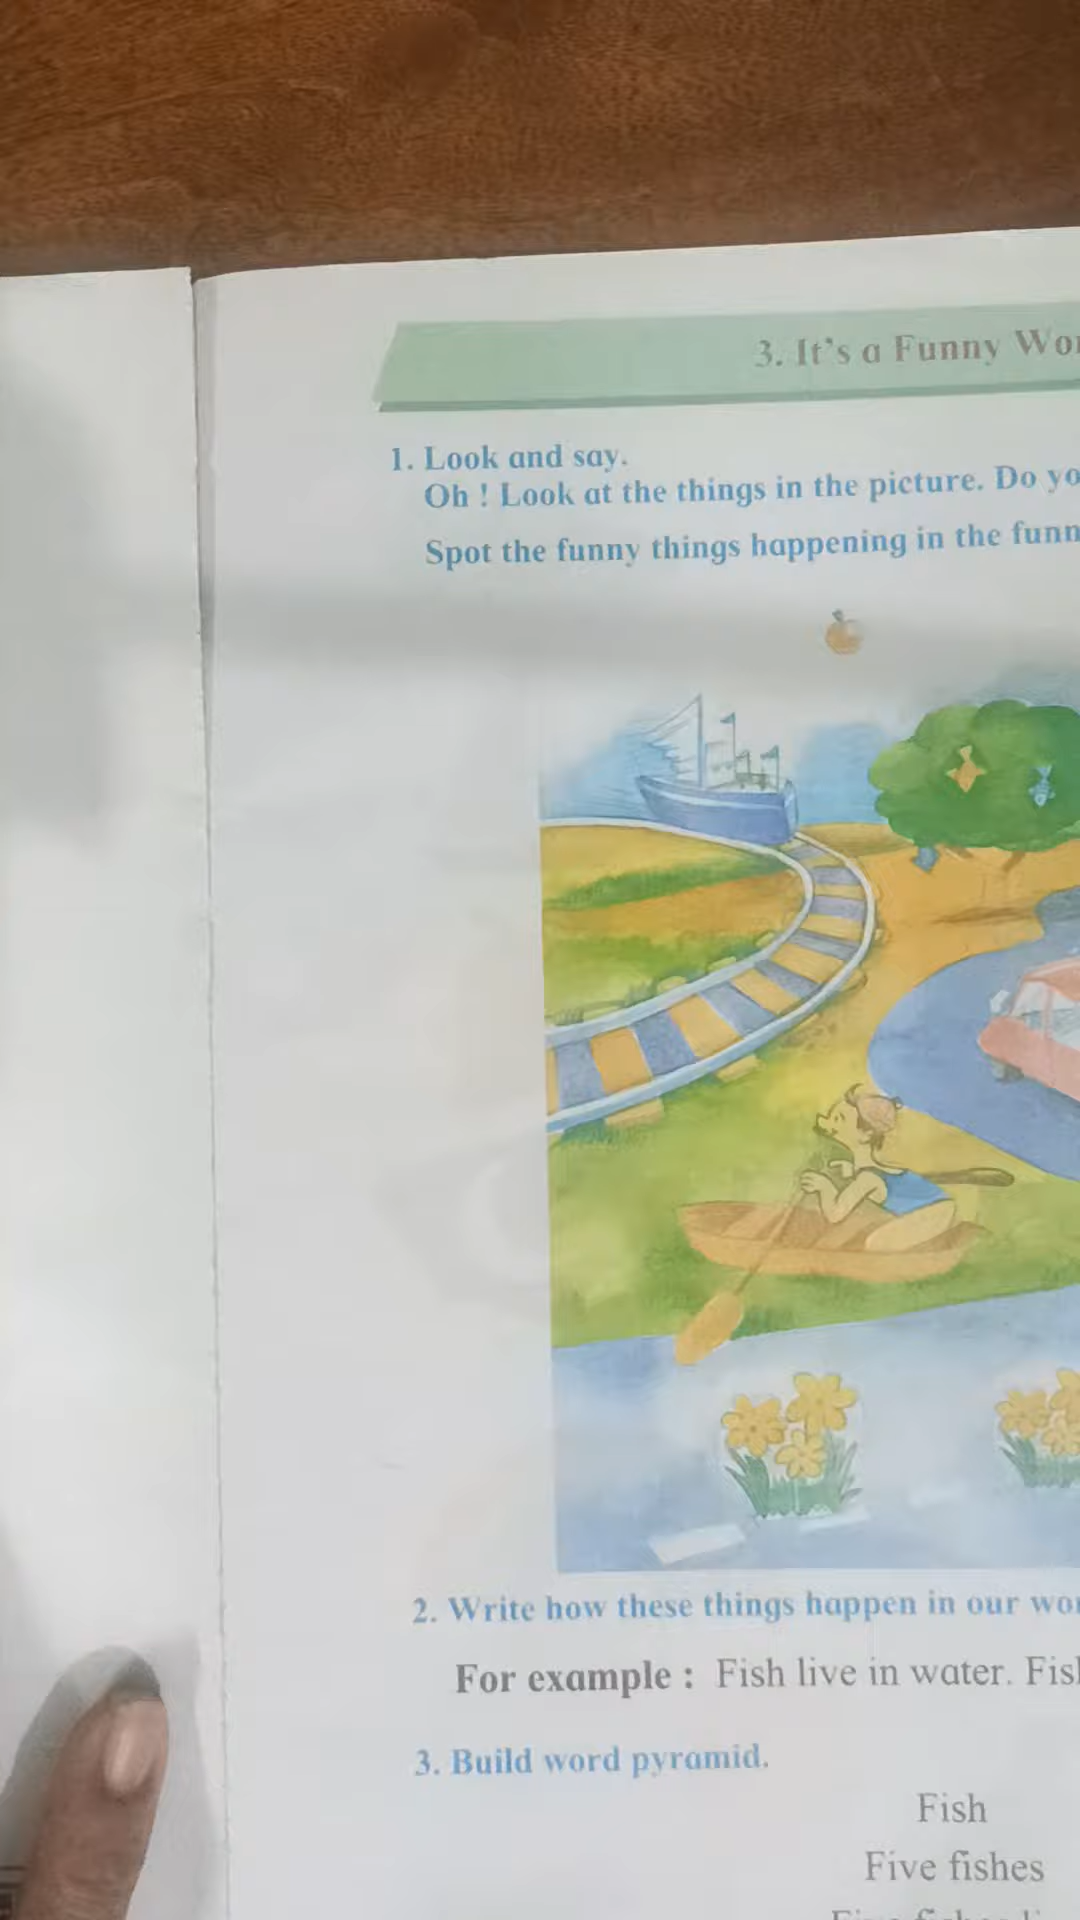 3. It's a Funny
1. Look and say.
Oh ! Look at the things in the picture. Do
Spot the funny things happening in the
2. Write how these things happen in our
For example : Fish live in water.
3. Build word pyramid.
Fish
Five fishes